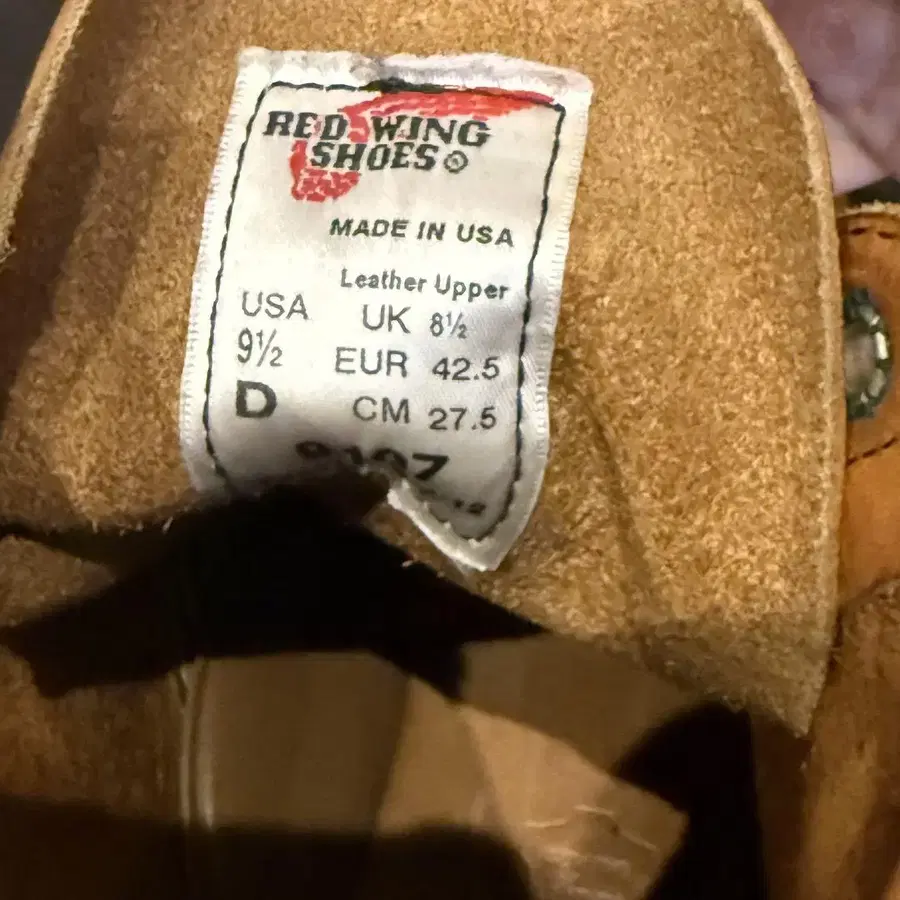 RED WING
SHOES®
MADE IN USA
Leather Upper
USA
UK 8½
9½
EUR 42.5
D
CM 27.5